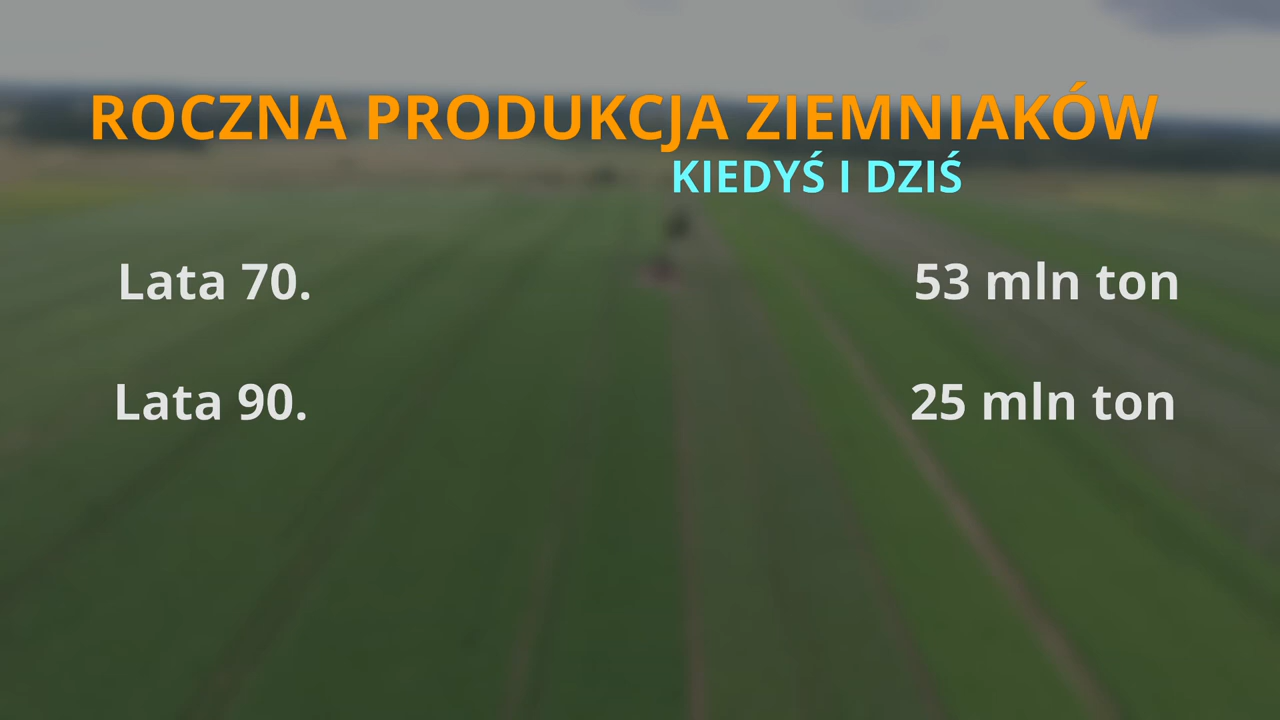 ROCZNA PRODUKCJA ZIEMNIAKÓW
KIEDYŚ I DZIŚ
Lata 70. 53 mln ton
Lata 90. 25 mln ton